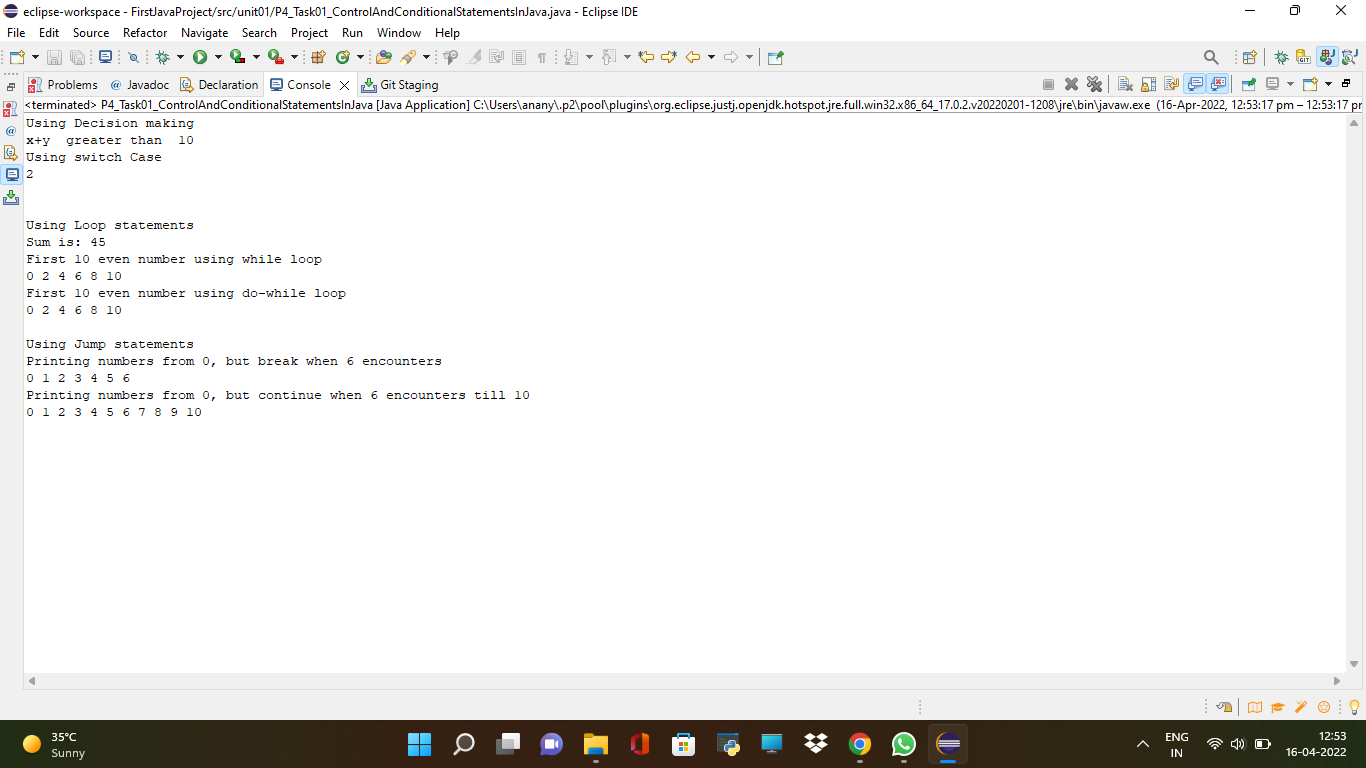 eclipse-workspace - FirstJavaProject/src/unit01/P4_Task01_ControlAndConditionalStatementsInJava.java - Eclipse IDE
File Edit Source Refactor Navigate Search Project Run Window Help
Problems @ Javadoc Declaration Console Git Staging
<terminated> P4_Task01_ControlAndConditionalStatementsInJava [Java Application] C:\Users\anany\.p2\pool\plugins\org.eclipse.justj.openjdk.hotspot.jre.full.win32.x86_64_17.0.2.v20220201-1208\jre\bin\javaw.exe (16-Apr-2022, 12:53:17 pm – 12:53:17 pr
Using Decision making
x+y  greater than  10
Using switch Case
2
Using Loop statements
Sum is: 45
First 10 even number using while loop
0 2 4 6 8 10
First 10 even number using do-while loop
0 2 4 6 8 10
Using Jump statements
Printing numbers from 0, but break when 6 encounters
0 1 2 3 4 5 6
Printing numbers from 0, but continue when 6 encounters till 10
0 1 2 3 4 5 6 7 8 9 10
35°C
Sunny
ENG
IN
12:53
16-04-2022